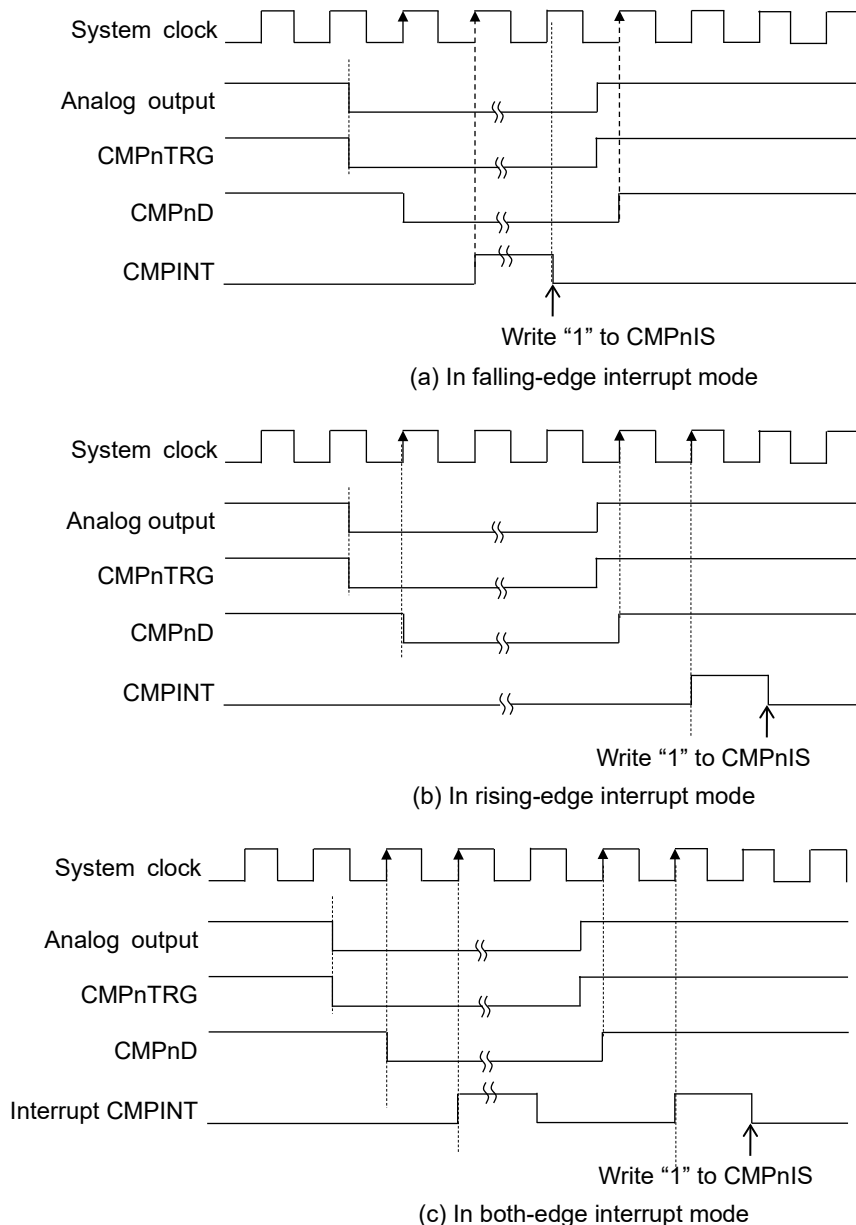 System clock
Analog output
CMPnTRG
CMPnD
CMPINT
Write “1” to CMPnIS
(a) In falling-edge interrupt mode
System clock
Analog output
CMPnTRG
CMPnD
CMPINT
Write “1” to CMPnIS
(b) In rising-edge interrupt mode
System clock
Analog output
CMPnTRG
CMPnD
Interrupt CMPINT
Write “1” to CMPnIS
(c) In both-edge interrupt mode